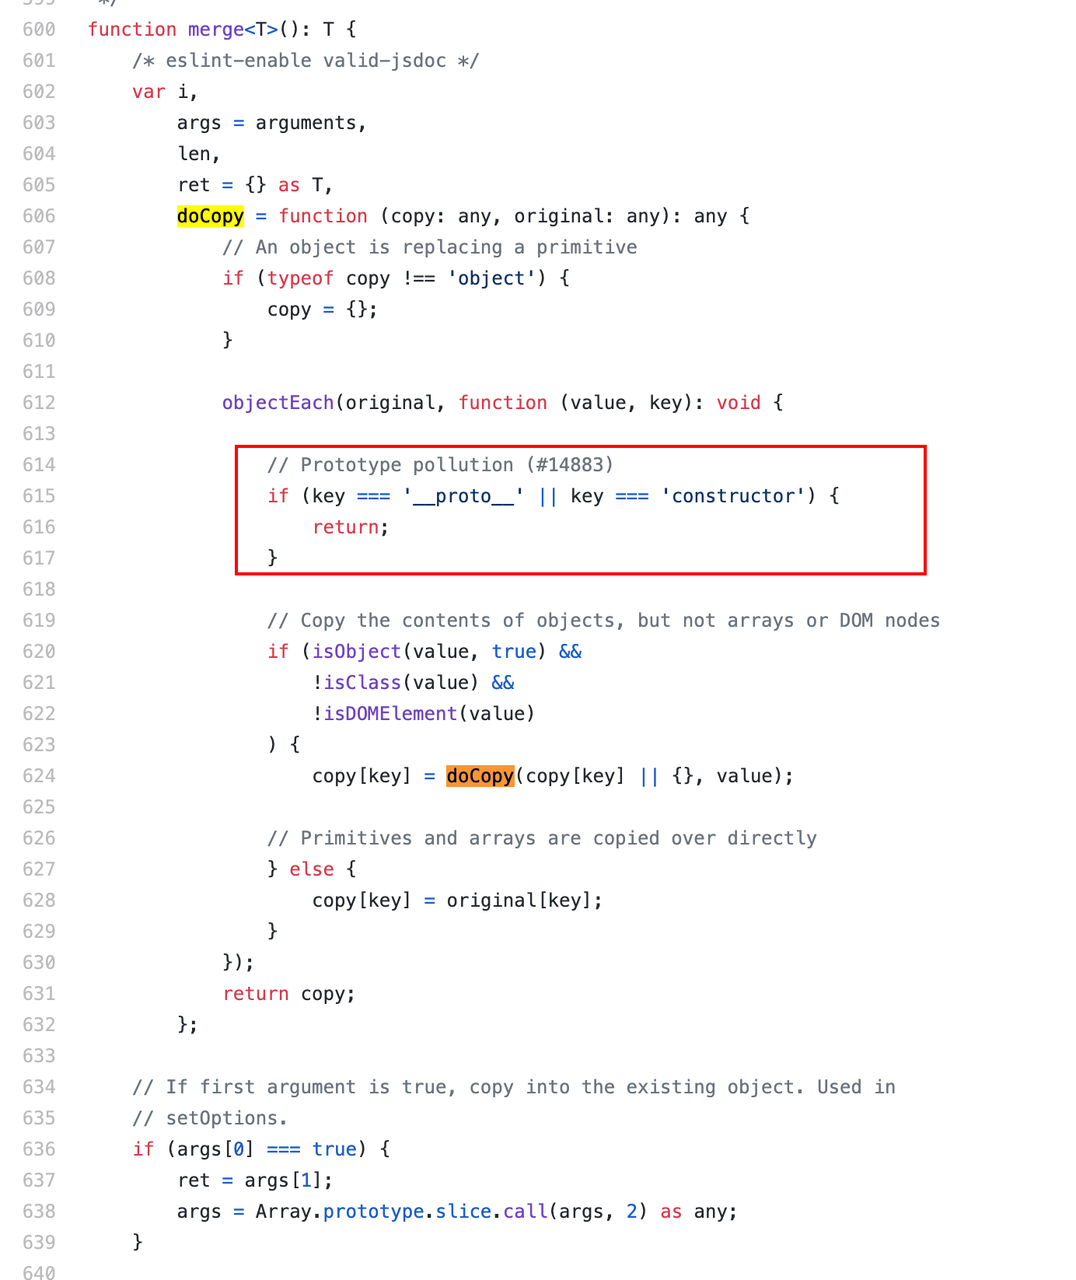 599 */
600 function merge<T>(): T {
601 /* eslint-enable valid-jsdoc */
602 var i,
603 args = arguments,
604 len,
605 ret = {} as T,
606 doCopy = function (copy: any, original: any): any {
607 // An object is replacing a primitive
608 if (typeof copy !== 'object') {
609 copy = {};
610 }
611
612 objectEach(original, function (value, key): void {
613
614 // Prototype pollution (#14883)
615 if (key === '__proto__' || key === 'constructor') {
616 return;
617 }
618
619 // Copy the contents of objects, but not arrays or DOM nodes
620 if (isObject(value, true) &&
621 !isClass(value) &&
622 !isDOMElement(value)
623 ) {
624 copy[key] = doCopy(copy[key] || {}, value);
625
626 // Primitives and arrays are copied over directly
627 } else {
628 copy[key] = original[key];
629 }
630 });
631 return copy;
632 };
633
634 // If first argument is true, copy into the existing object. Used in
635 // setOptions.
636 if (args[0] === true) {
637 ret = args[1];
638 args = Array.prototype.slice.call(args, 2) as any;
639 }
640